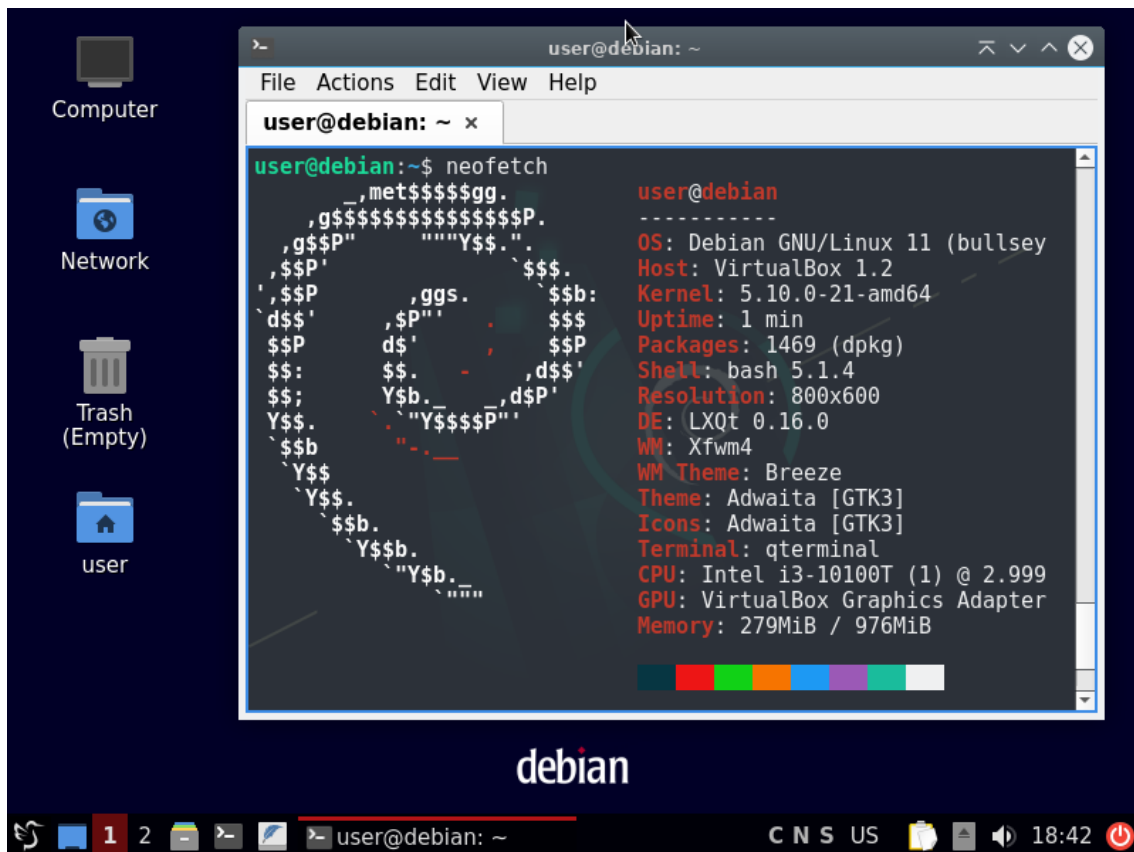 Computer
Network
Trash
(Empty)
user
user@debian: ~
File Actions Edit View Help
user@debian: ~ ×
user@debian:~$ neofetch
       _,met$$$$$gg.
    ,g$$$$$$$$$$$$$$$P.
  ,g$$P"     """Y$$.".
 ,$$P'              `$$$.
',$$P       ,ggs.     `$$b:
`d$$'     ,$P"'   .    $$$
 $$P      d$'     ,    $$P
 $$:      $$.   -    ,d$$'
 $$;      Y$b._   _,d$P'
 Y$$.    `.`"Y$$$$P"'
 `$$b      "-.__
  `Y$$
   `Y$$.
     `$$b.
       `Y$$b.
          `"Y$b._
              `"""
user@debian
-----------
OS: Debian GNU/Linux 11 (bullsey
Host: VirtualBox 1.2
Kernel: 5.10.0-21-amd64
Uptime: 1 min
Packages: 1469 (dpkg)
Shell: bash 5.1.4
Resolution: 800x600
DE: LXQt 0.16.0
WM: Xfwm4
WM Theme: Breeze
Theme: Adwaita [GTK3]
Icons: Adwaita [GTK3]
Terminal: qterminal
CPU: Intel i3-10100T (1) @ 2.999
GPU: VirtualBox Graphics Adapter
Memory: 279MiB / 976MiB
debian
1 2 user@debian: ~ C N S US 18:42